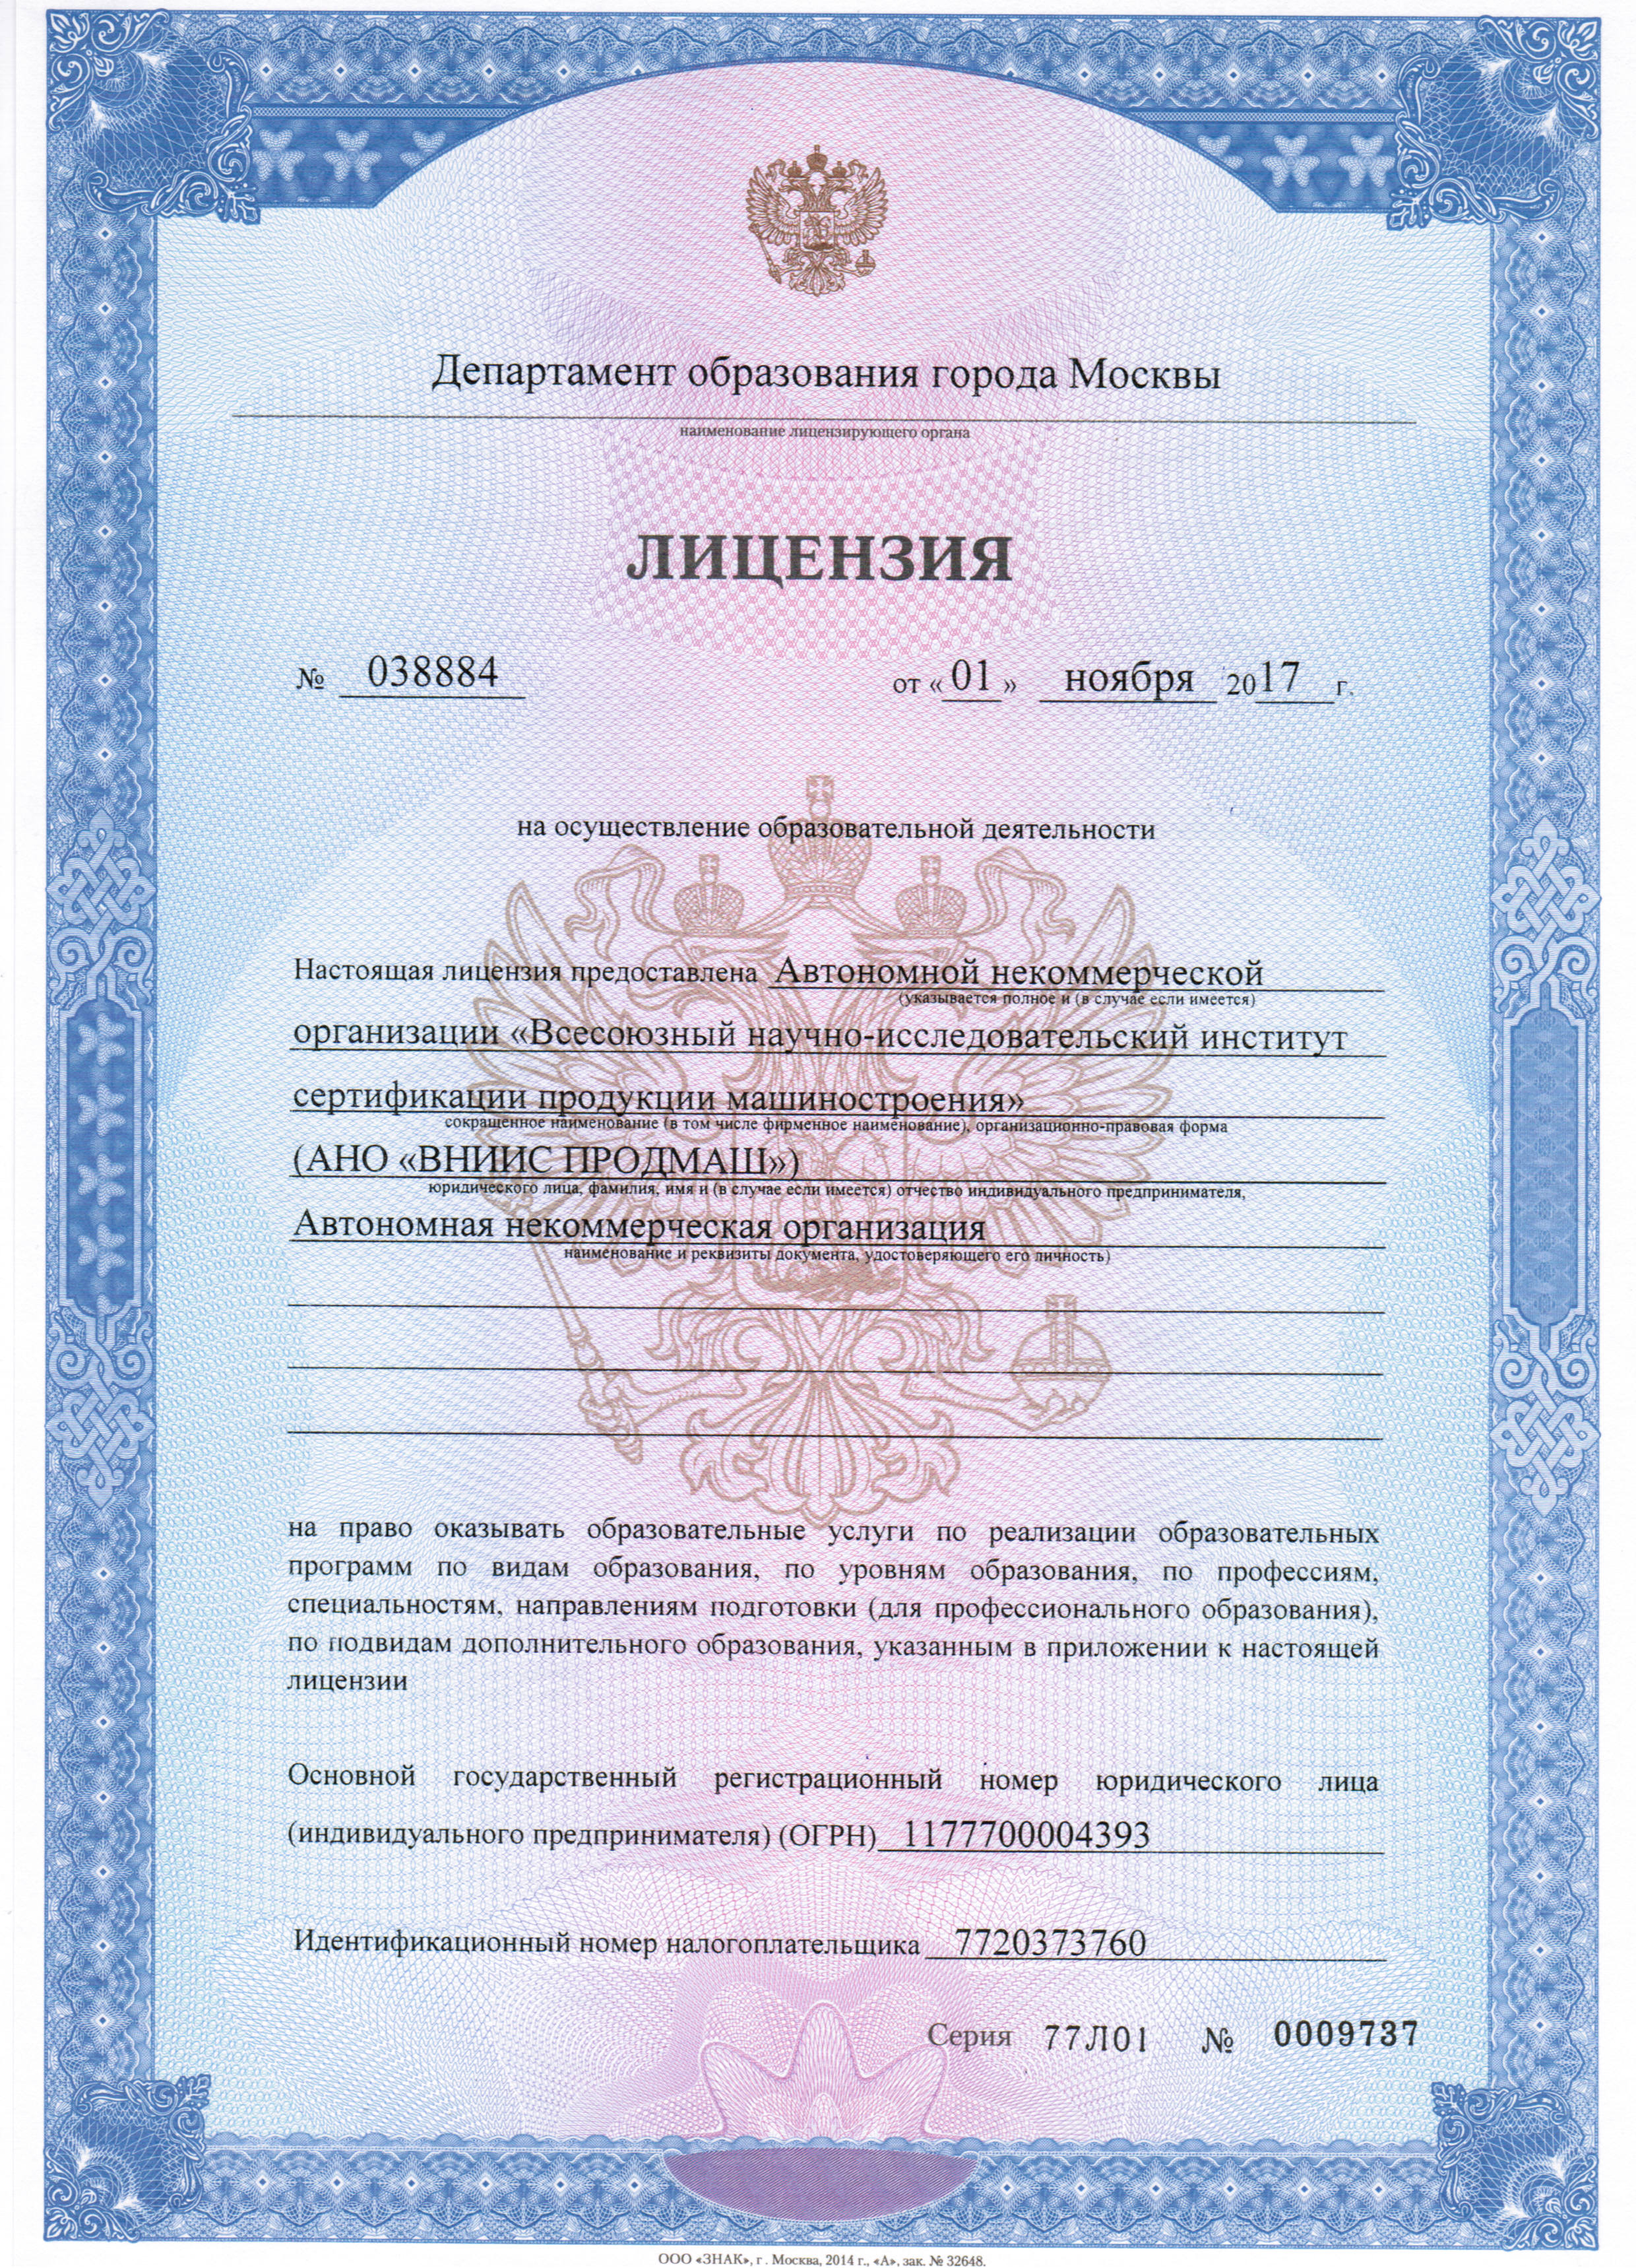 Департамент образования города Москвы
наименование лицензирующего органа
ЛИЦЕНЗИЯ
№ 038884 от « 01 » ноября 2017 г.
на осуществление образовательной деятельности
Настоящая лицензия предоставлена Автономной некоммерческой
(указывается полное и (в случае если имеется)
организации «Всесоюзный научно-исследовательский институт
сертификации продукции машиностроения»
сокращенное наименование (в том числе фирменное наименование), организационно-правовая форма
(АНО «ВНИИС ПРОДМАШ»)
юридического лица, фамилия, имя и (в случае если имеется) отчество индивидуального предпринимателя,
Автономная некоммерческая организация
наименование и реквизиты документа, удостоверяющего его личность)
на право оказывать образовательные услуги по реализации образовательных
программ по видам образования, по уровням образования, по профессиям,
специальностям, направлениям подготовки (для профессионального образования),
по подвидам дополнительного образования, указанным в приложении к настоящей
лицензии
Основной государственный регистрационный номер юридического лица
(индивидуального предпринимателя) (ОГРН) 1177700004393
Идентификационный номер налогоплательщика 7720373760
Серия 77Л01 № 0009737
ООО «ЗНАК», г. Москва, 2014 г., «А», зак. № 32648.